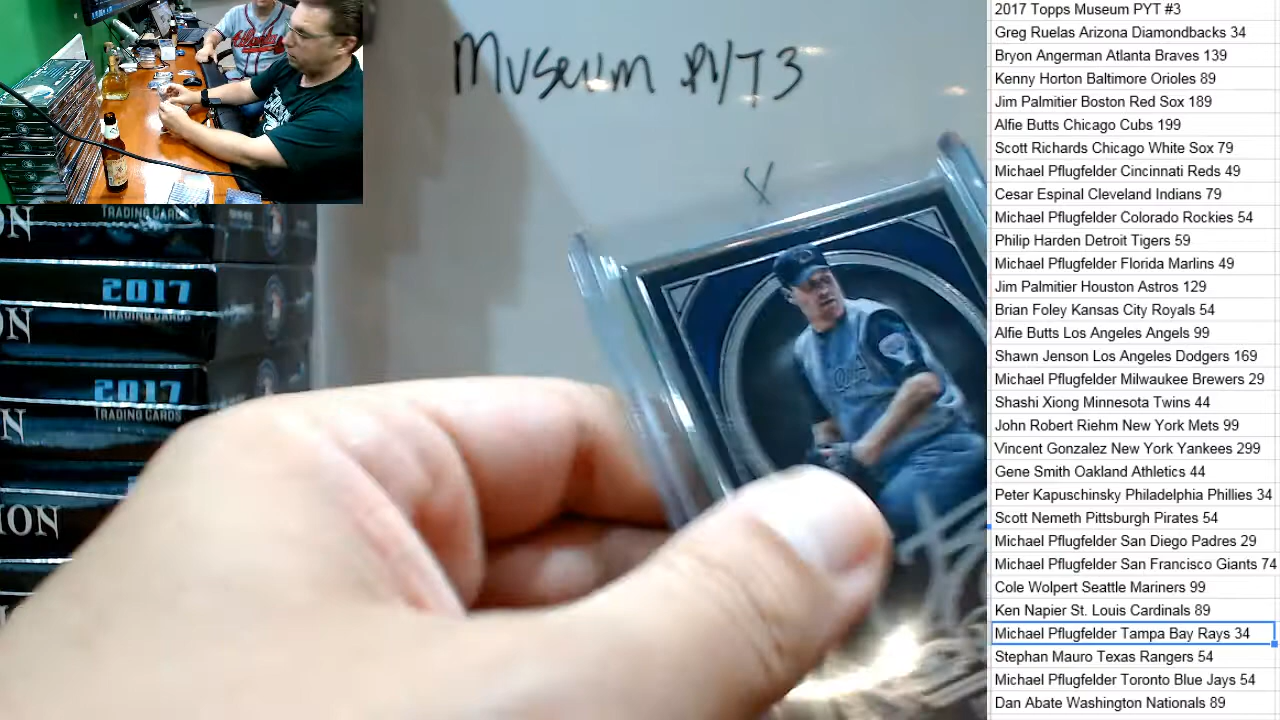 Museum PYT 3
X
TRADING CARDS
ON
2017
TRADING CARDS
ON
2017
TRADING CARDS
N
ION
2017 Topps Museum PYT #3
Greg Ruelas Arizona Diamondbacks 34
Bryon Angerman Atlanta Braves 139
Kenny Horton Baltimore Orioles 89
Jim Palmitier Boston Red Sox 189
Alfie Butts Chicago Cubs 199
Scott Richards Chicago White Sox 79
Michael Pflugfelder Cincinnati Reds 49
Cesar Espinal Cleveland Indians 79
Michael Pflugfelder Colorado Rockies 54
Philip Harden Detroit Tigers 59
Michael Pflugfelder Florida Marlins 49
Jim Palmitier Houston Astros 129
Brian Foley Kansas City Royals 54
Alfie Butts Los Angeles Angels 99
Shawn Jenson Los Angeles Dodgers 169
Michael Pflugfelder Milwaukee Brewers 29
Shashi Xiong Minnesota Twins 44
John Robert Riehm New York Mets 99
Vincent Gonzalez New York Yankees 299
Gene Smith Oakland Athletics 44
Peter Kapuschinsky Philadelphia Phillies 34
Scott Nemeth Pittsburgh Pirates 54
Michael Pflugfelder San Diego Padres 29
Michael Pflugfelder San Francisco Giants 74
Cole Wolpert Seattle Mariners 99
Ken Napier St. Louis Cardinals 89
Michael Pflugfelder Tampa Bay Rays 34
Stephan Mauro Texas Rangers 54
Michael Pflugfelder Toronto Blue Jays 54
Dan Abate Washington Nationals 89